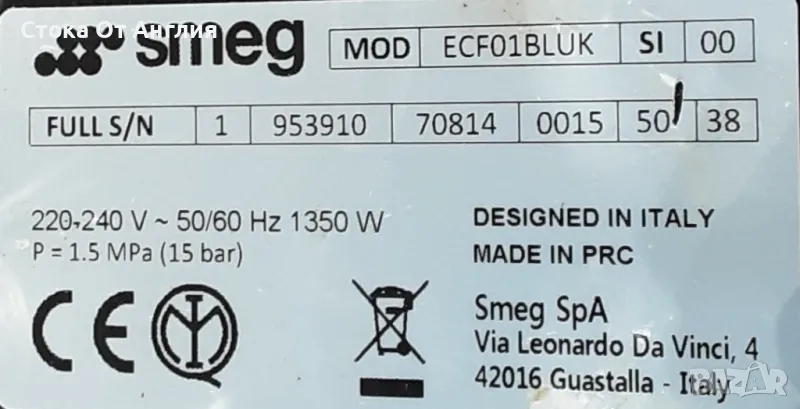 Стока От Англия
smeg MOD ECF01BLUK SI 00
FULL S/N 1 953910 70814 0015 50 38
220-240 V ~ 50/60 Hz 1350 W
P = 1.5 MPa (15 bar)
DESIGNED IN ITALY
MADE IN PRC
CE IMQ
Smeg SpA
Via Leonardo Da Vinci, 4
42016 Guastalla - Italy
BAZAR